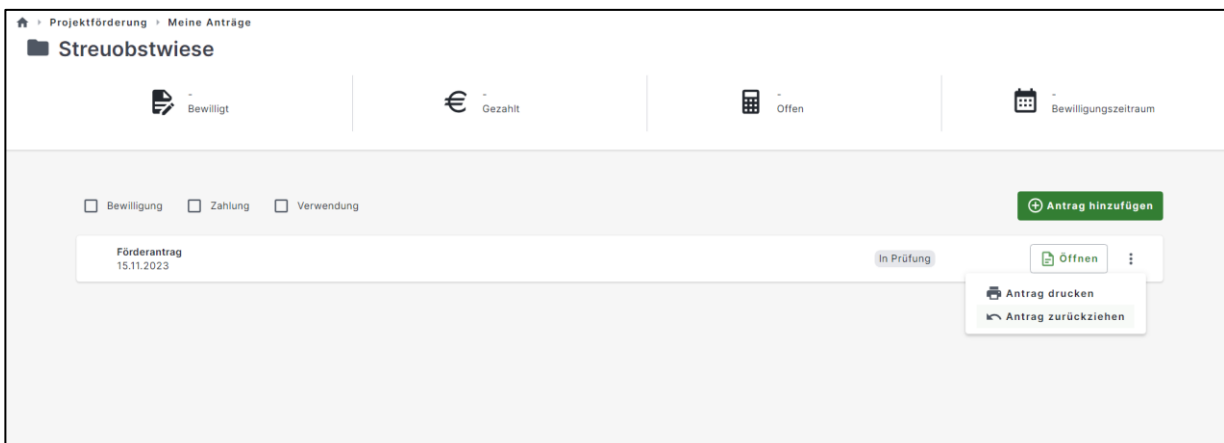 Projektförderung › Meine Anträge
Streuobstwiese
-
Bewilligt
-
Gezahlt
-
Offen
-
Bewilligungszeitraum
Bewilligung Zahlung Verwendung
Antrag hinzufügen
Förderantrag
15.11.2023
In Prüfung
Öffnen
Antrag drucken
Antrag zurückziehen